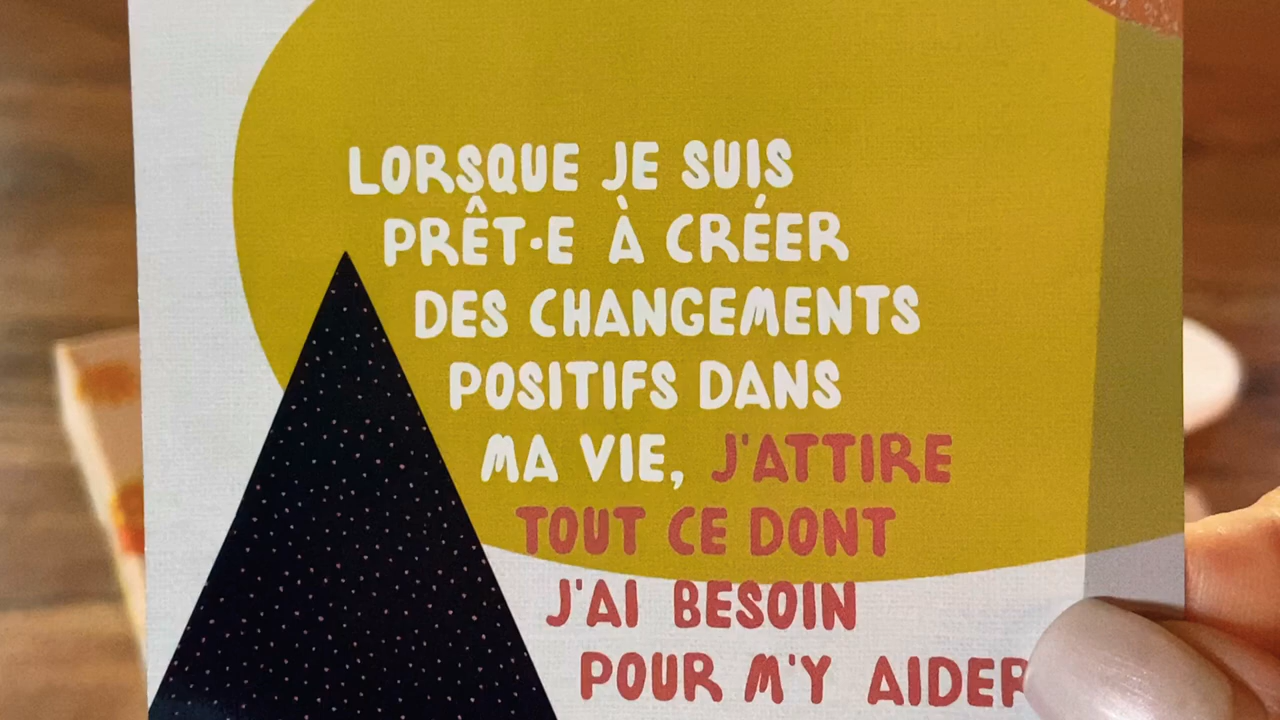 LORSQUE JE SUIS
PRÊT·E À CRÉER
DES CHANGEMENTS
POSITIFS DANS
MA VIE, J'ATTIRE
TOUT CE DONT
J'AI BESOIN
POUR M'Y AIDER